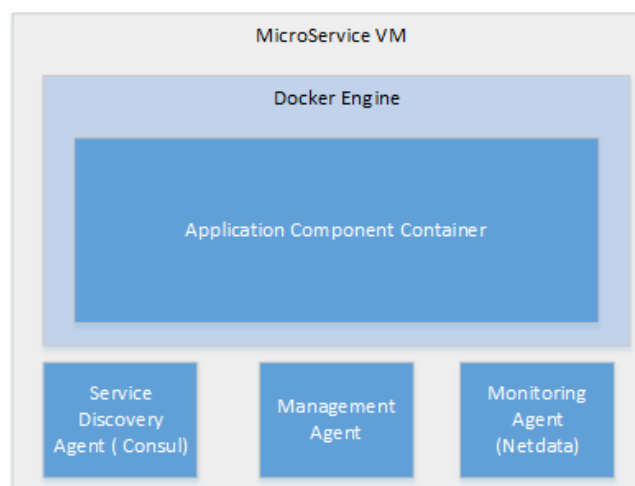 MicroService VM
Docker Engine
Application Component Container
Service
Discovery
Agent ( Consul)
Management
Agent
Monitoring
Agent
(Netdata)